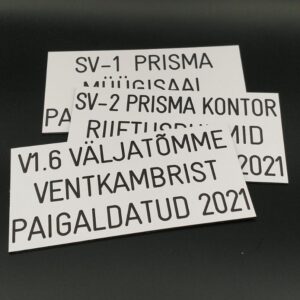 SV-1 PRISMA
MÜÜGISAAL
SV-2 PRISMA KONTOR
2021
V1.6 VÄLJATÕMME
VENTKAMBRIST
PAIGALDATUD 2021